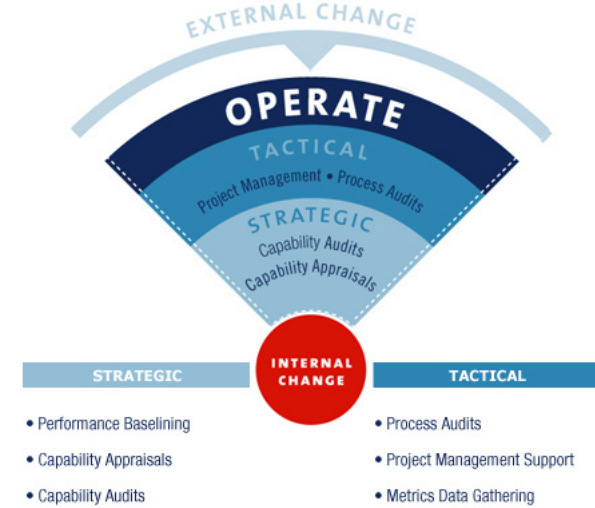 EXTERNAL CHANGE
OPERATE
TACTICAL
Project Management • Process Audits
STRATEGIC
Capability Audits
Capability Appraisals
INTERNAL
CHANGE
STRATEGIC
• Performance Baselining
• Capability Appraisals
• Capability Audits
TACTICAL
• Process Audits
• Project Management Support
• Metrics Data Gathering